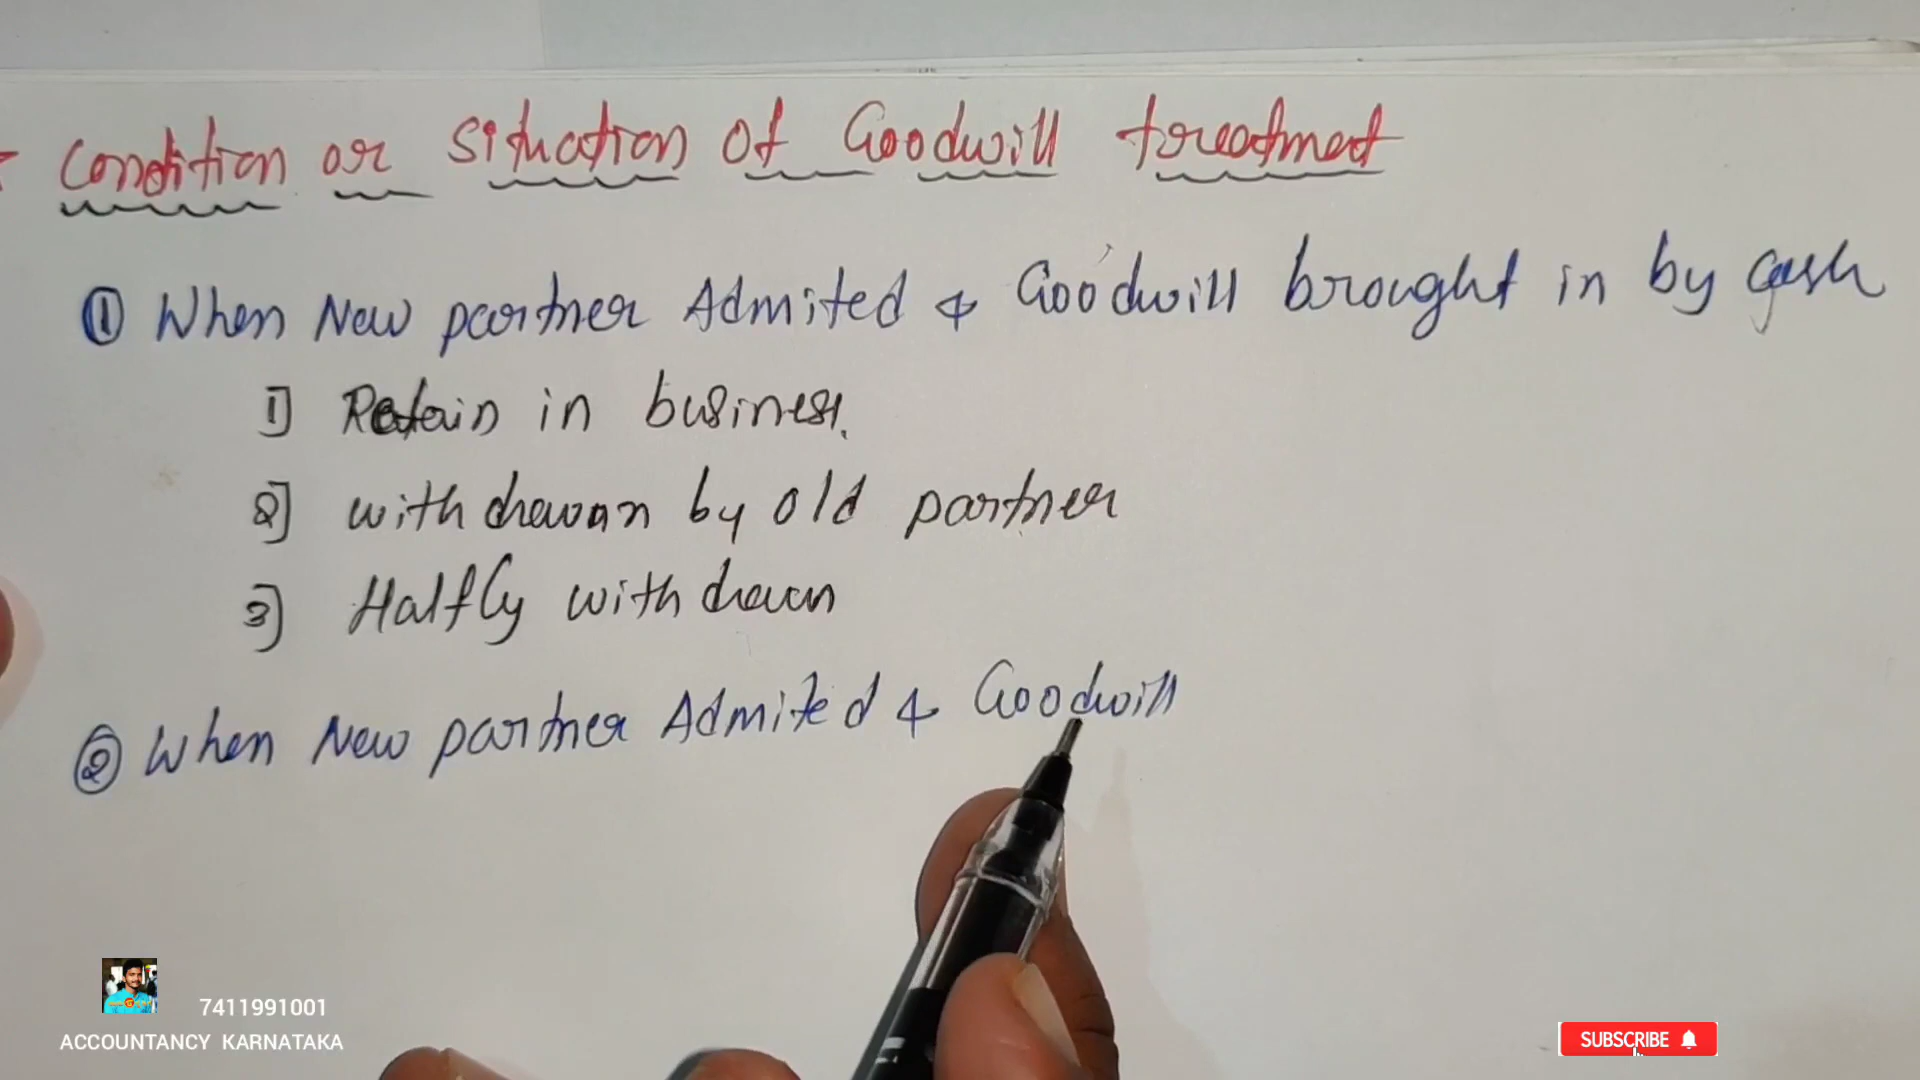 Condition or situation of Goodwill treatment
① When New partner Admited & Goodwill brought in by cash
1] Retain in business.
2] withdrawn by old partner
3] Halfly withdrawn
② When New partner Admited & Goodwill
7411991001
ACCOUNTANCY KARNATAKA
SUBSCRIBE